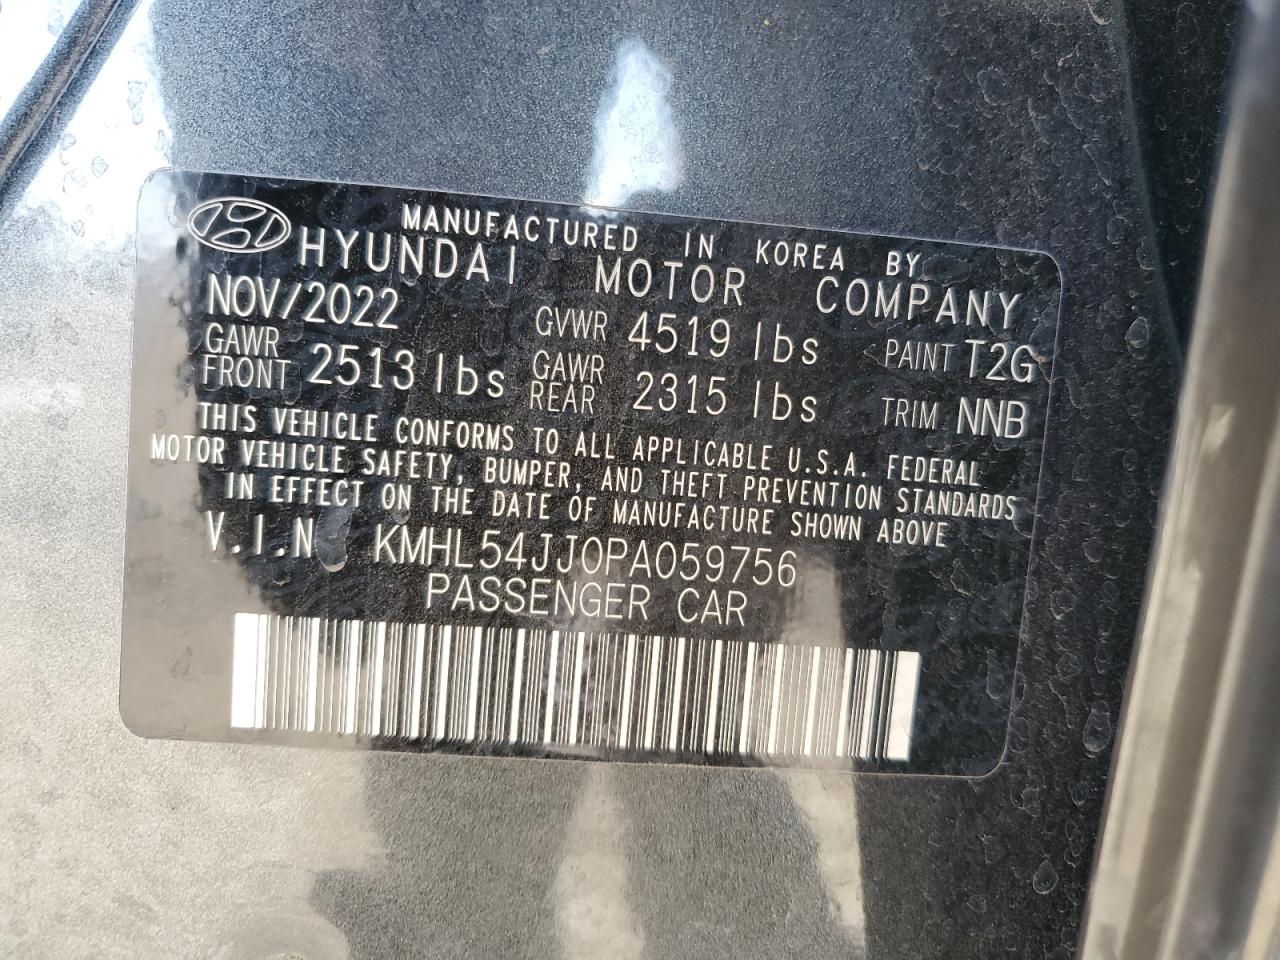 MANUFACTURED IN KOREA BY
HYUNDAI MOTOR COMPANY
NOV/2022 GVWR 4519 lbs PAINT T2G
GAWR FRONT 2513 lbs GAWR REAR 2315 lbs TRIM NNB
THIS VEHICLE CONFORMS TO ALL APPLICABLE U.S.A. FEDERAL
MOTOR VEHICLE SAFETY, BUMPER, AND THEFT PREVENTION STANDARDS
IN EFFECT ON THE DATE OF MANUFACTURE SHOWN ABOVE
V.I.N KMHL54JJ0PA059756
PASSENGER CAR